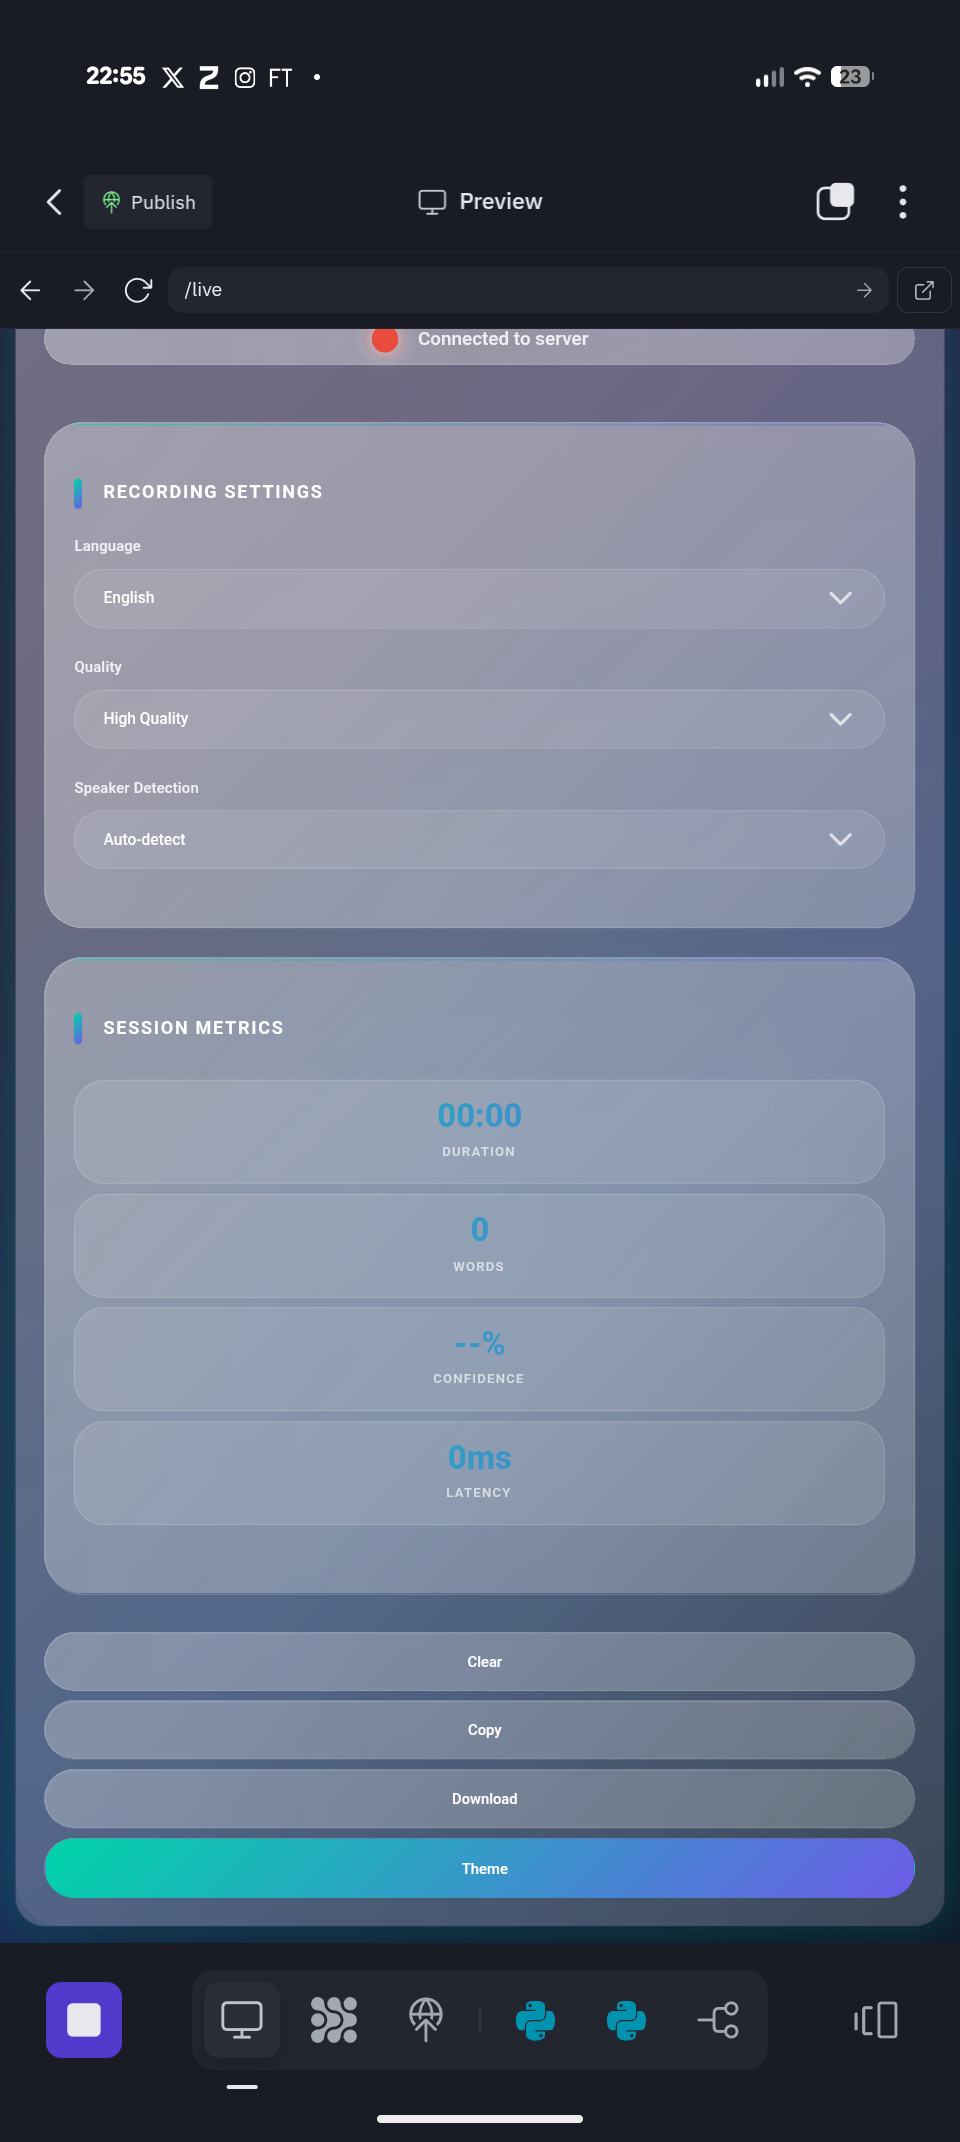 22:55 FT 23
Publish
Preview
/live
Connected to server
RECORDING SETTINGS
Language
English
Quality
High Quality
Speaker Detection
Auto-detect
SESSION METRICS
00:00
DURATION
0
WORDS
--%
CONFIDENCE
0ms
LATENCY
Clear
Copy
Download
Theme